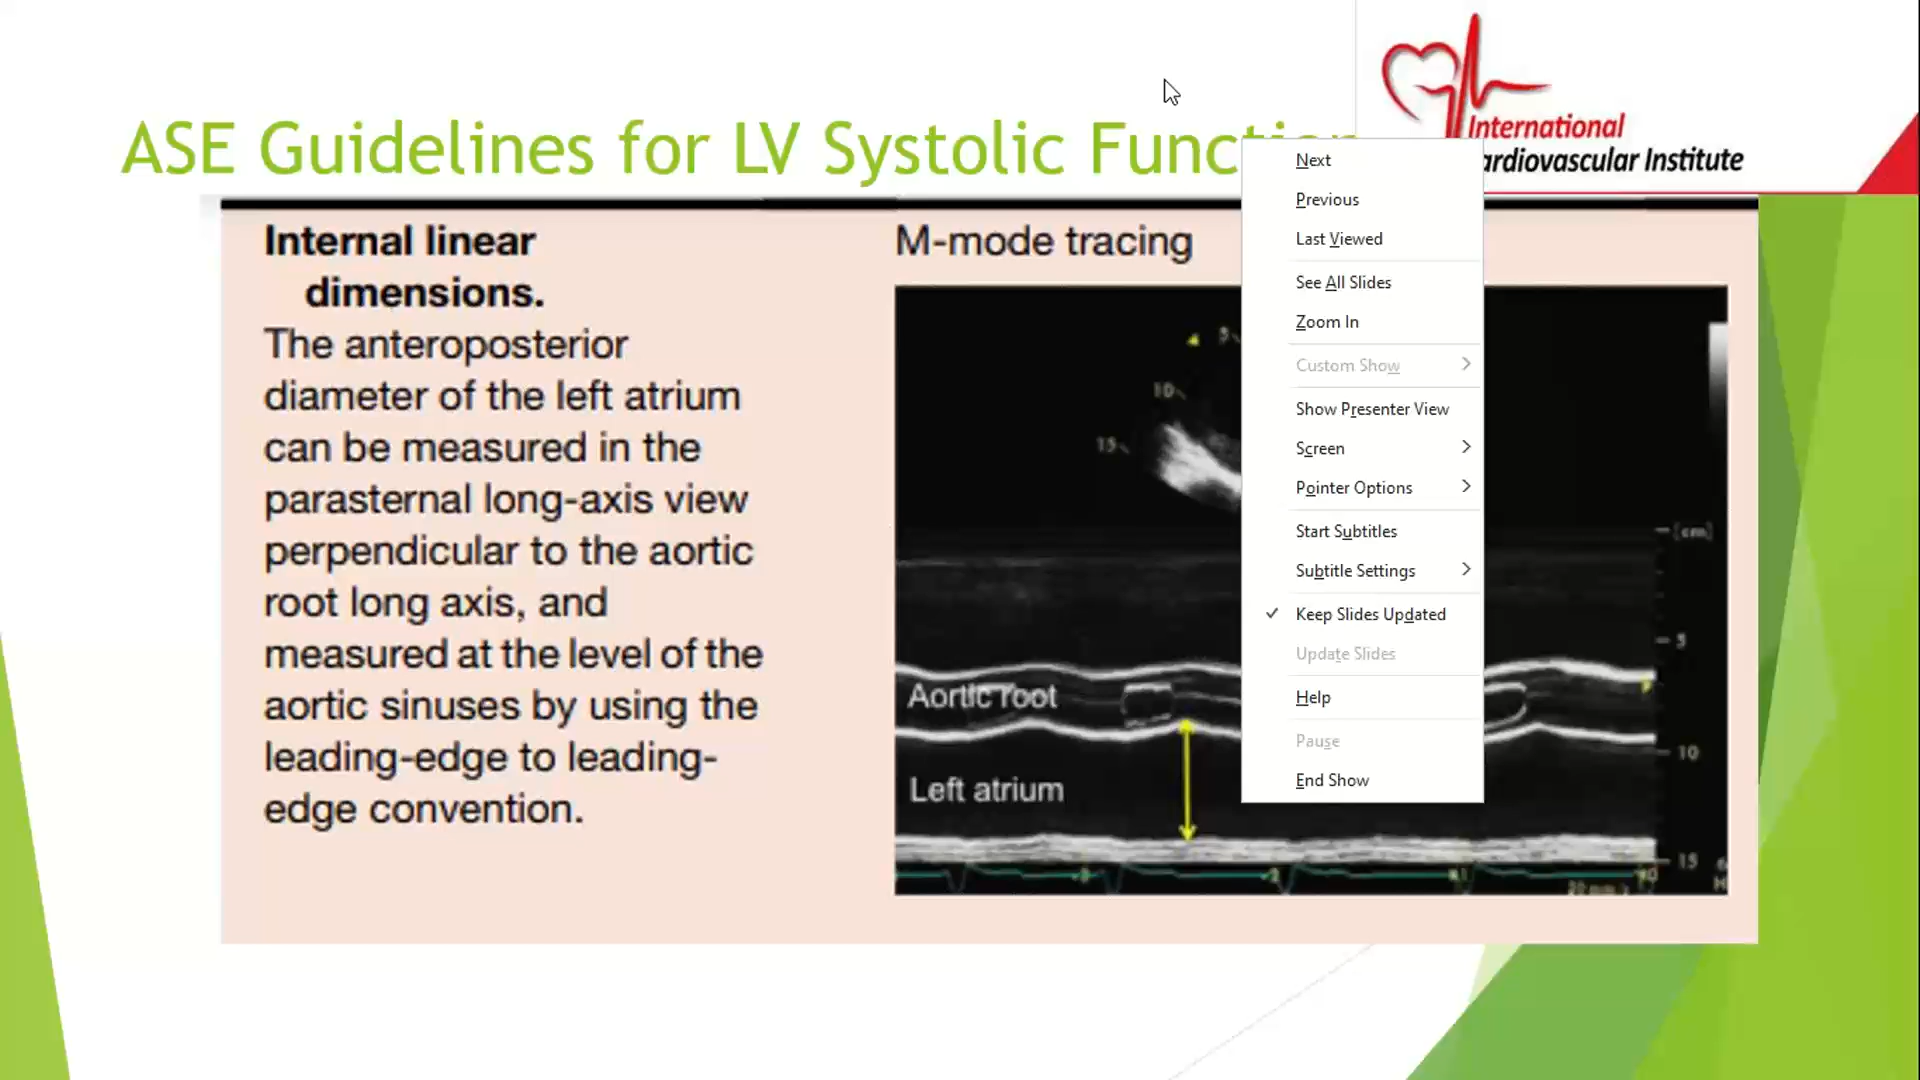 ASE Guidelines for LV Systolic
International
ardiovascular Institute
Internal linear
dimensions.
The anteroposterior
diameter of the left atrium
can be measured in the
parasternal long-axis view
perpendicular to the aortic
root long axis, and
measured at the level of the
aortic sinuses by using the
leading-edge to leading-
edge convention.
M-mode tracing
5
10
15
[cm]
5
10
15
Aortic root
Left atrium
Next
Previous
Last Viewed
See All Slides
Zoom In
Custom Show
Show Presenter View
Screen
Pointer Options
Start Subtitles
Subtitle Settings
Keep Slides Updated
Update Slides
Help
Pause
End Show